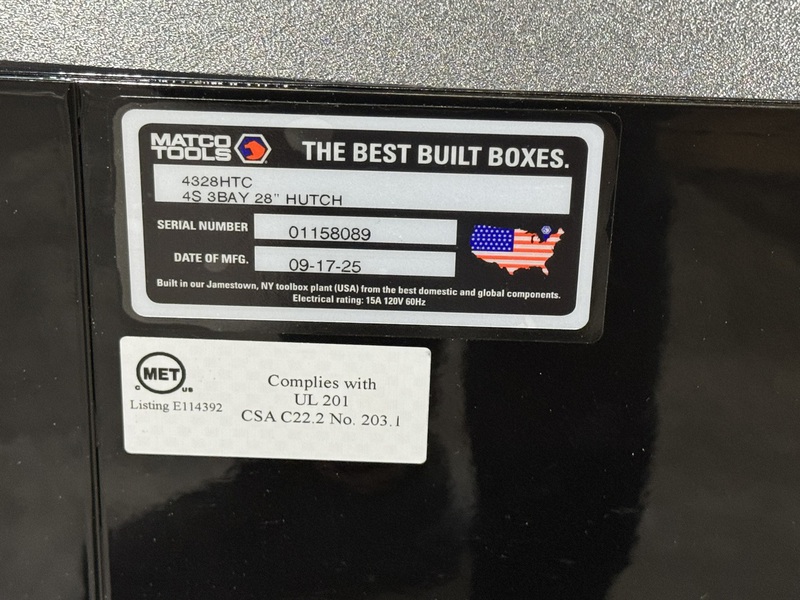 MATCO
TOOLS
THE BEST BUILT BOXES.
4328HTC
4S 3BAY 28" HUTCH
SERIAL NUMBER 01158089
DATE OF MFG. 09-17-25
Built in our Jamestown, NY toolbox plant (USA) from the best domestic and global components.
Electrical rating: 15A 120V 60Hz
MET
C US
Listing E114392
Complies with
UL 201
CSA C22.2 No. 203.1